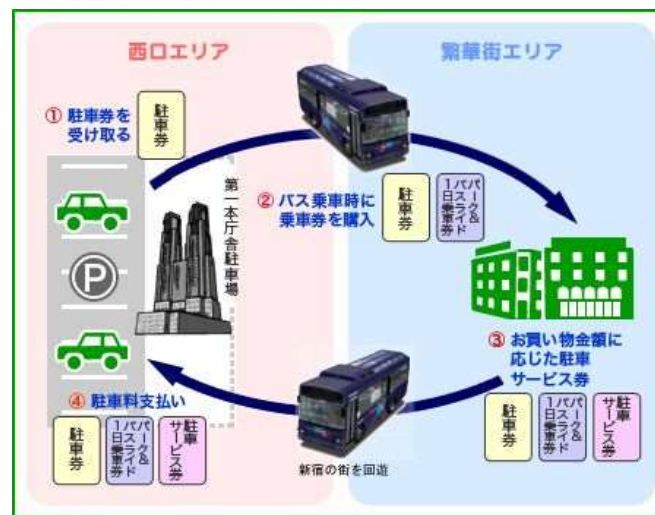 西口エリア
繁華街エリア
① 駐車券を
受け取る
駐車券
② バス乗車時に
乗車券を購入
駐車券
パーク&
バスライド
1日乗車券
第一本庁舎駐車場
P
③ お買い物金額に
応じた駐車
サービス券
駐車券
パーク&
バスライド
1日乗車券
駐車
サービス券
④ 駐車料支払い
駐車券
パーク&
バスライド
1日乗車券
駐車
サービス券
新宿の街を回遊